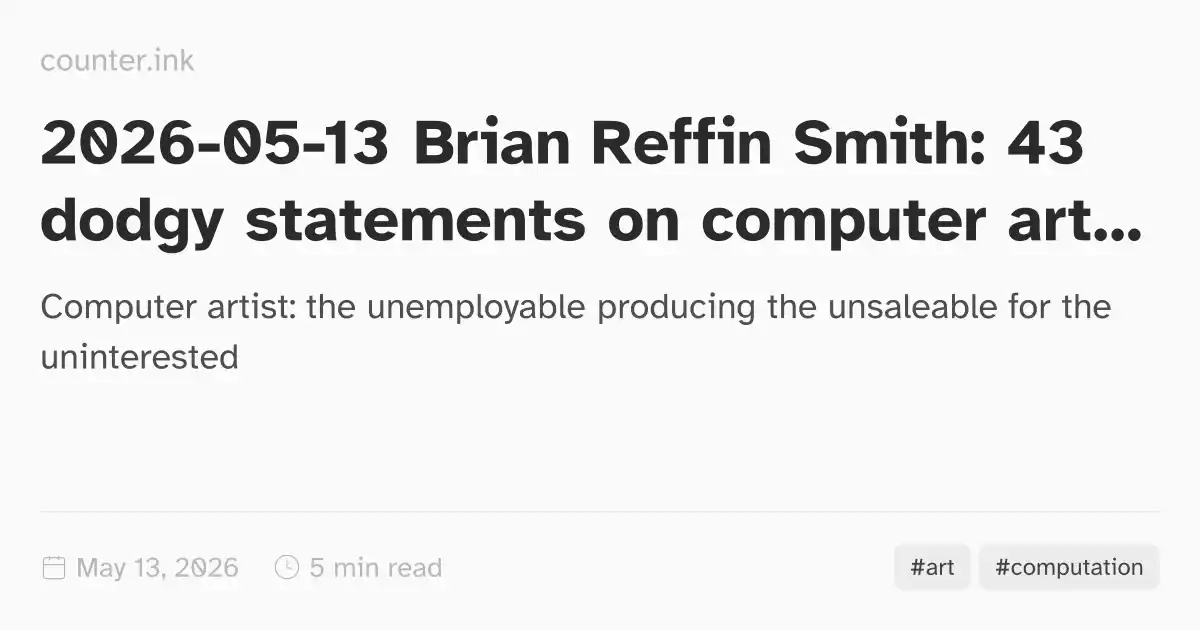 counter.ink
2026-05-13 Brian Reffin Smith: 43
dodgy statements on computer art...
Computer artist: the unemployable producing the unsaleable for the
uninterested
May 13, 2026
5 min read
#art
#computation